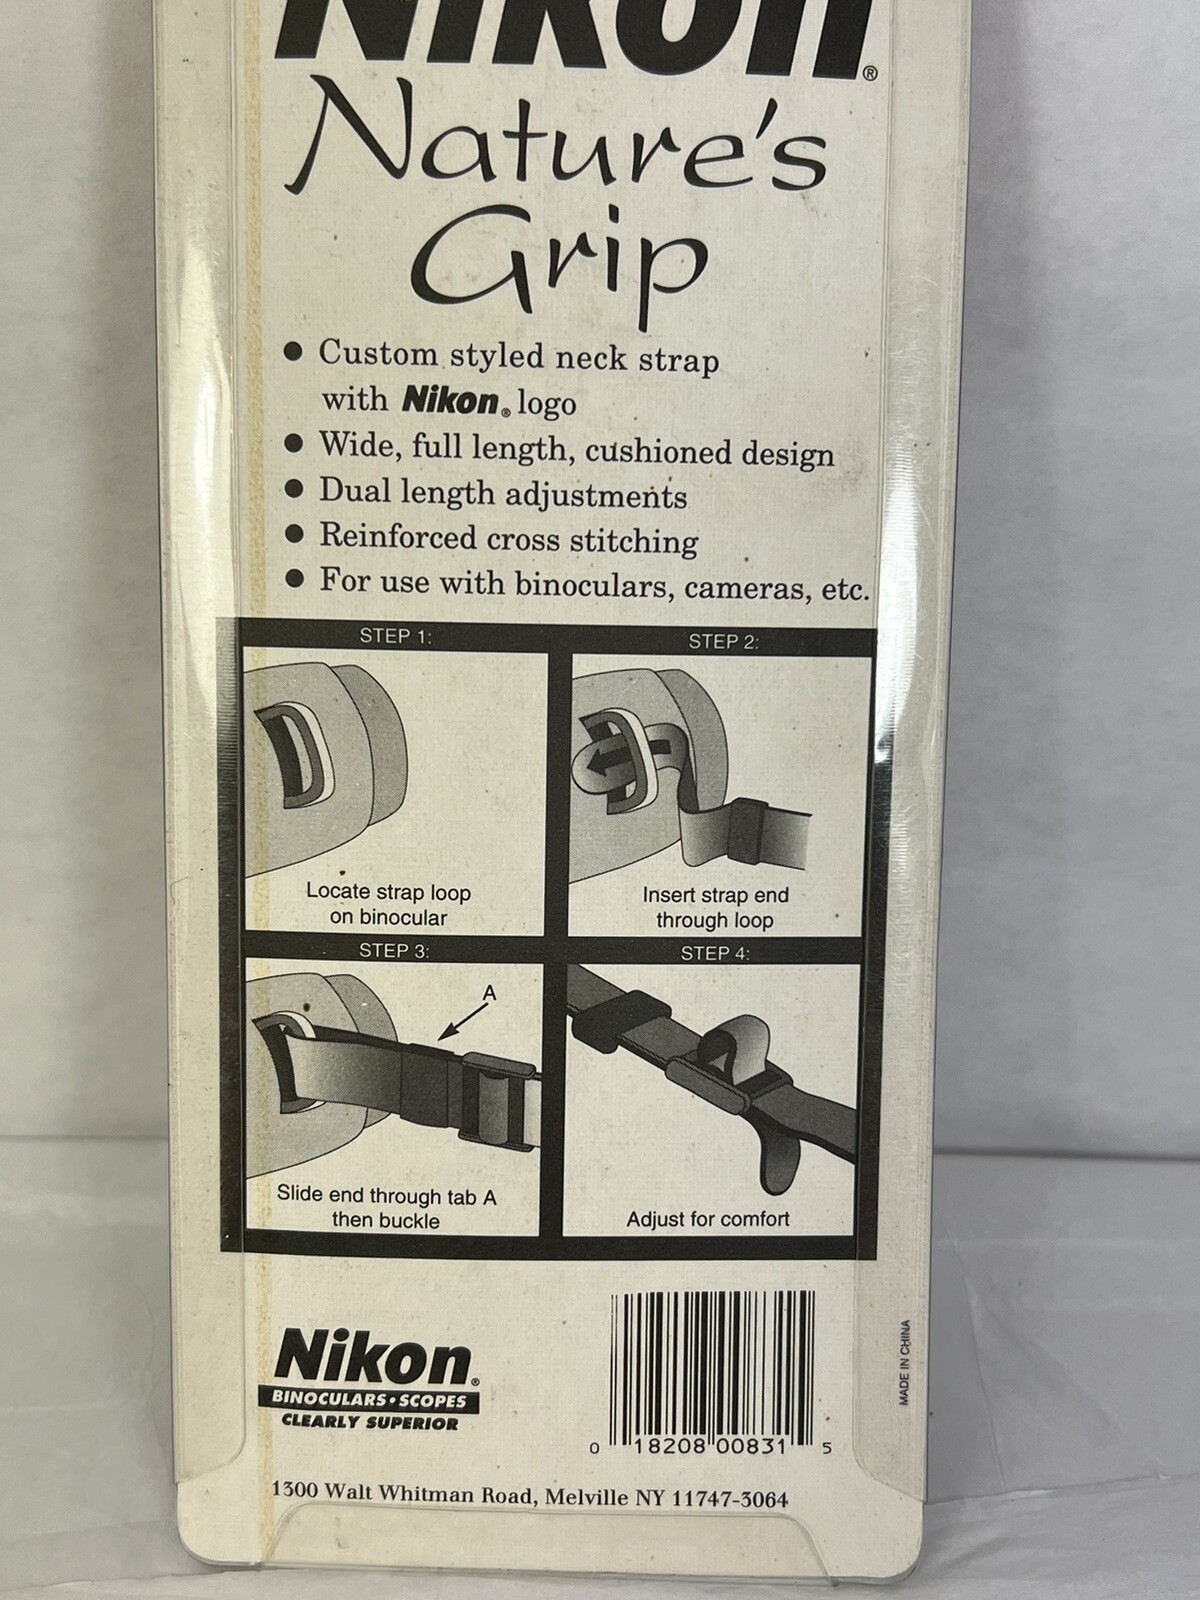 Nikon®
Nature's
Grip
● Custom styled neck strap
with Nikon® logo
● Wide, full length, cushioned design
● Dual length adjustments
● Reinforced cross stitching
● For use with binoculars, cameras, etc.
STEP 1:
Locate strap loop
on binocular
STEP 2:
Insert strap end
through loop
STEP 3:
A
Slide end through tab A
then buckle
STEP 4:
Adjust for comfort
Nikon®
BINOCULARS•SCOPES
CLEARLY SUPERIOR
0 18208 00831 5
MADE IN CHINA
1300 Walt Whitman Road, Melville NY 11747-3064